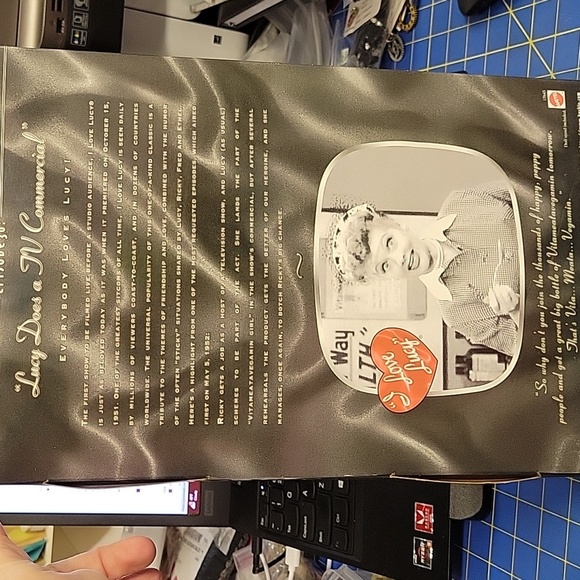 "Lucy Does a TV Commercial"
EVERYBODY LOVES LUCY!
THE FIRST SHOW TO BE FILMED LIVE BEFORE A STUDIO AUDIENCE, I LOVE LUCY®
IS JUST AS BELOVED TODAY AS IT WAS WHEN IT PREMIERED ON OCTOBER 15,
1951. ONE OF THE GREATEST SITCOMS OF ALL TIME, I LOVE LUCY IS SEEN DAILY
BY MILLIONS OF VIEWERS COAST-TO-COAST, AND IN DOZENS OF COUNTRIES
WORLDWIDE. THE UNIVERSAL POPULARITY OF THIS ONE-OF-A-KIND CLASSIC IS A
TRIBUTE TO THE THEMES OF FRIENDSHIP AND LOVE COMBINED WITH THE HUMOR
OF THE OFTEN "STICKY" SITUATIONS SHARED BY LUCY, RICKY, FRED AND ETHEL.
HERE'S A HIGHLIGHT FROM ONE OF THE MOST REQUESTED EPISODES WHICH AIRED
FIRST ON MAY 5, 1952:
RICKY GETS A JOB AS A HOST OF A TELEVISION SHOW, AND LUCY (AS USUAL)
SCHEMES TO BE PART OF THE ACT. SHE LANDS THE PART OF THE
"VITAMEATAVEGAMIN GIRL" IN THE SHOW'S COMMERCIAL, BUT AFTER SEVERAL
REHEARSALS THE PRODUCT GETS THE BETTER OF OUR HEROINE, AND SHE
MANAGES, ONCE AGAIN, TO BOTCH RICKY'S BIG CHANCE.
Way
LTH"
"I Love Lucy"
"So why don't you join the thousands of happy, peppy
people and get a great big bottle of Vitameatavegamin tomorrow.
That's Vita... Meata... Vegamin."